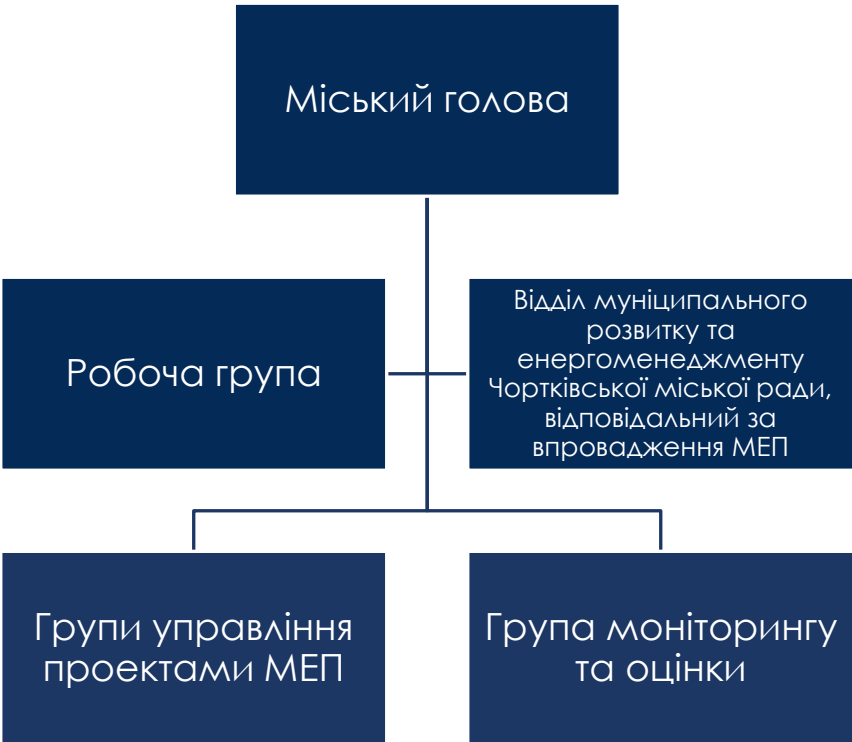 Міський голова
Робоча група
Відділ муніципального
розвитку та
енергоменеджменту
Чортківської міської ради,
відповідальний за
впровадження МЕП
Групи управління
проектами МЕП
Група моніторингу
та оцінки